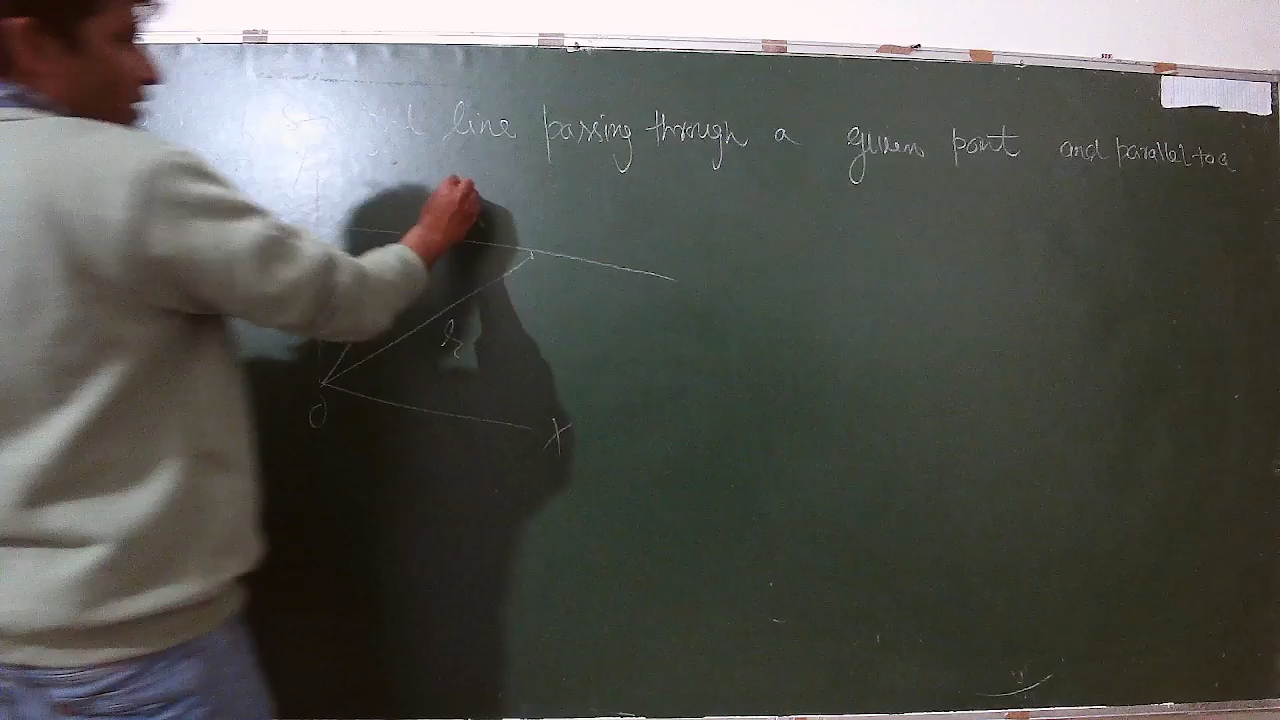 line passing through a given point and parallel to a
r
O
X